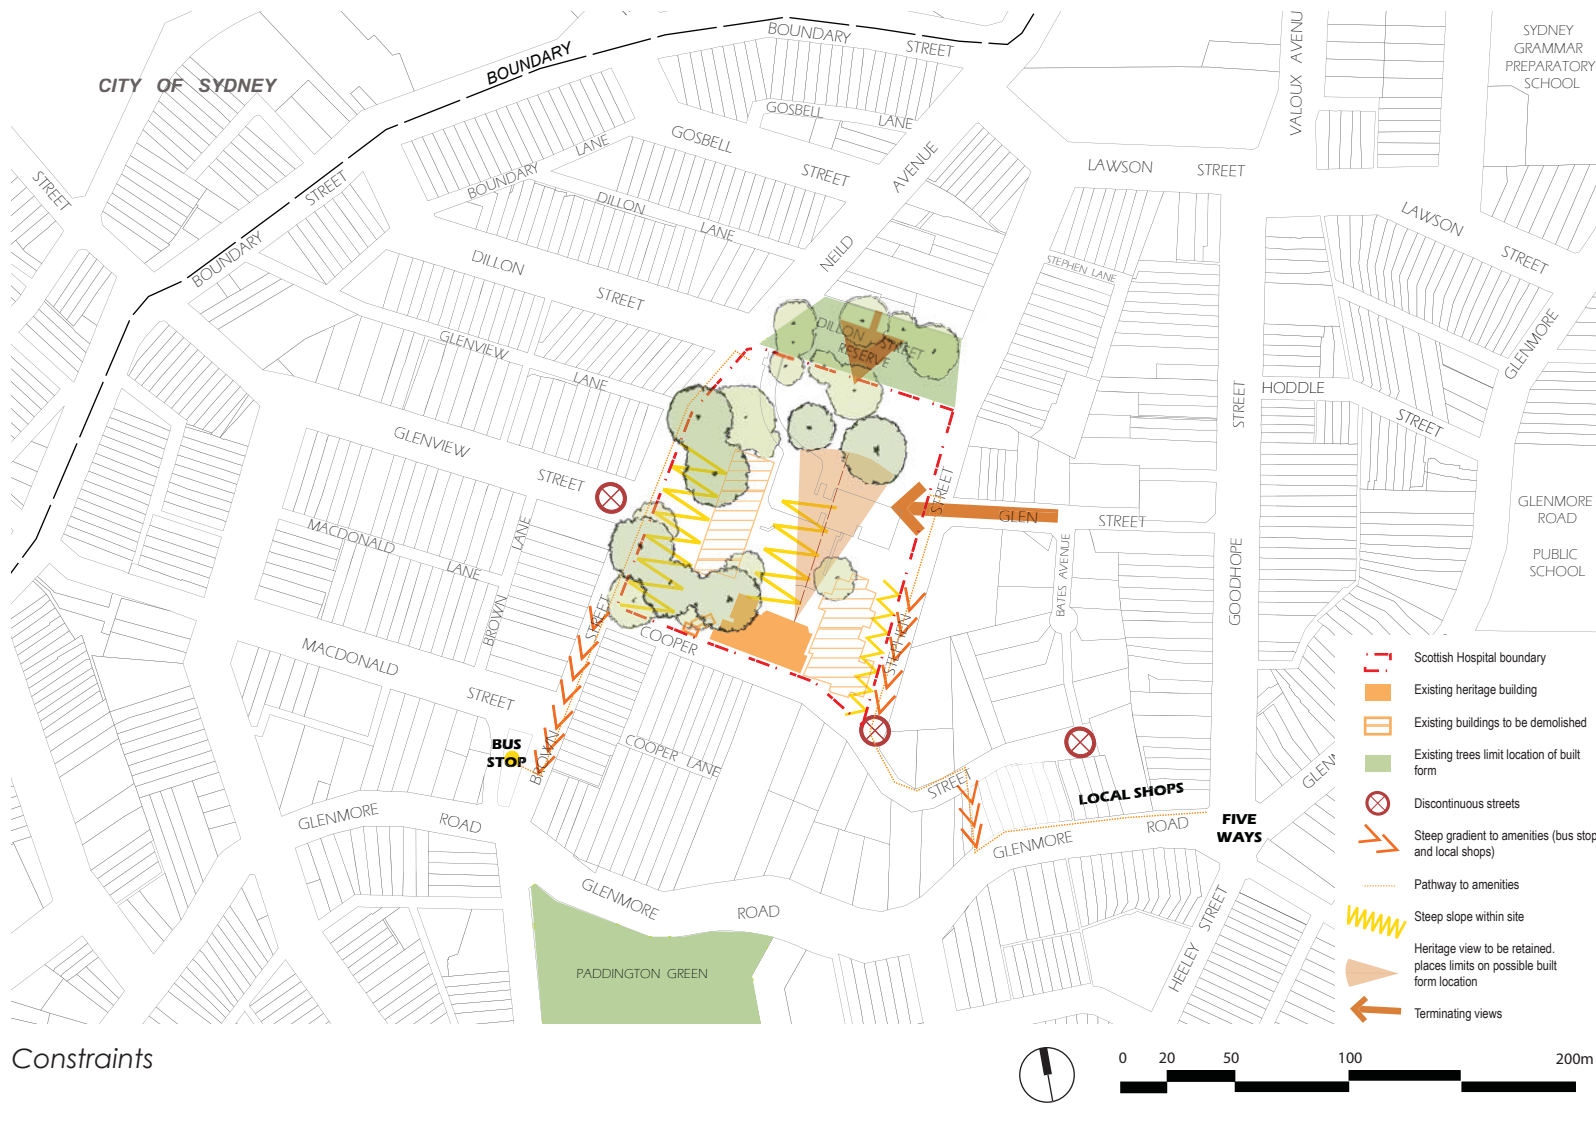 CITY OF SYDNEY
BOUNDARY
BOUNDARY STREET
GOSBELL LANE
GOSBELL STREET
BOUNDARY LANE
DILLON LANE
DILLON STREET
BOUNDARY STREET
STREET
NEILD AVENUE
VALOUX AVENU
SYDNEY
GRAMMAR
PREPARATORY
SCHOOL
LAWSON STREET
LAWSON STREET
STEPHEN LANE
GLENMORE
DILLON STREET
RESERVE
GLENVIEW LANE
GLENVIEW STREET
HODDLE STREET
GOODHOPE STREET
GLEN STREET
STEPHEN STREET
BATES AVENUE
GLENMORE
ROAD
PUBLIC
SCHOOL
MACDONALD LANE
BROWN LANE
MACDONALD STREET
BROWN STREET
COOPER
STREET
COOPER LANE
BUS
STOP
LOCAL SHOPS
FIVE
WAYS
GLENMORE ROAD
GLENMORE ROAD
GLENMORE ROAD
GLENM
HEELEY STREET
PADDINGTON GREEN
Scottish Hospital boundary
Existing heritage building
Existing buildings to be demolished
Existing trees limit location of built
form
Discontinuous streets
Steep gradient to amenities (bus stop
and local shops)
Pathway to amenities
Steep slope within site
Heritage view to be retained.
places limits on possible built
form location
Terminating views
Constraints
0 20 50 100 200m